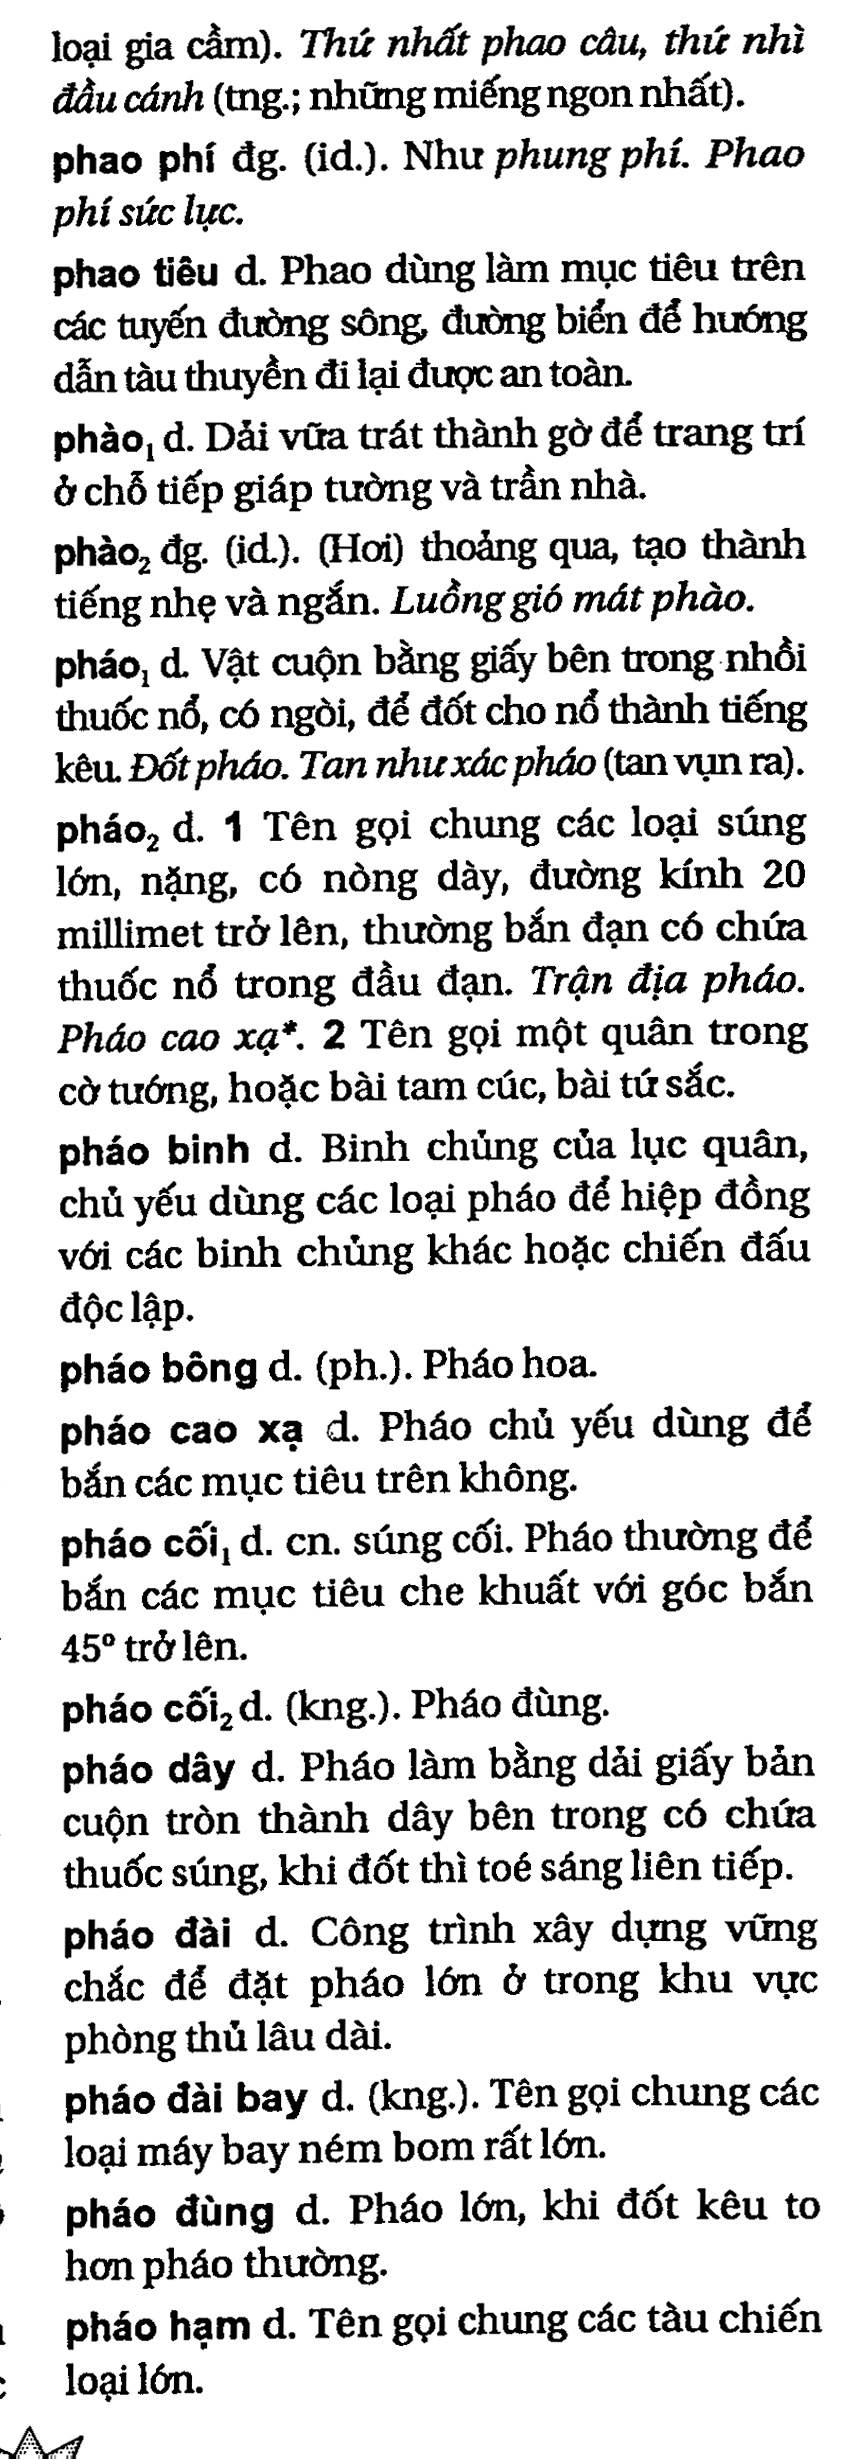 loại gia cầm). Thứ nhất phao câu, thứ nhì
đầu cánh (tng.; những miếng ngon nhất).
phao phí đg. (id.). Như phung phí. Phao
phí sức lực.
phao tiêu d. Phao dùng làm mục tiêu trên
các tuyến đường sông, đường biển để hướng
dẫn tàu thuyền đi lại được an toàn.
phào₁ d. Dải vữa trát thành gờ để trang trí
ở chỗ tiếp giáp tường và trần nhà.
phào₂ đg. (id.). (Hơi) thoảng qua, tạo thành
tiếng nhẹ và ngắn. Luồng gió mát phào.
pháo₁ d. Vật cuộn bằng giấy bên trong nhồi
thuốc nổ, có ngòi, để đốt cho nổ thành tiếng
kêu. Đốt pháo. Tan như xác pháo (tan vụn ra).
pháo₂ d. 1 Tên gọi chung các loại súng
lớn, nặng, có nòng dày, đường kính 20
millimet trở lên, thường bắn đạn có chứa
thuốc nổ trong đầu đạn. Trận địa pháo.
Pháo cao xạ*. 2 Tên gọi một quân trong
cờ tướng, hoặc bài tam cúc, bài tứ sắc.
pháo binh d. Binh chủng của lục quân,
chủ yếu dùng các loại pháo để hiệp đồng
với các binh chủng khác hoặc chiến đấu
độc lập.
pháo bông d. (ph.). Pháo hoa.
pháo cao xạ d. Pháo chủ yếu dùng để
bắn các mục tiêu trên không.
pháo cối₁ d. cn. súng cối. Pháo thường để
bắn các mục tiêu che khuất với góc bắn
45º trở lên.
pháo cối₂ d. (kng.). Pháo đùng.
pháo dây d. Pháo làm bằng dải giấy bản
cuộn tròn thành dây bên trong có chứa
thuốc súng, khi đốt thì toé sáng liên tiếp.
pháo đài d. Công trình xây dựng vững
chắc để đặt pháo lớn ở trong khu vực
phòng thủ lâu dài.
pháo đài bay d. (kng.). Tên gọi chung các
loại máy bay ném bom rất lớn.
pháo đùng d. Pháo lớn, khi đốt kêu to
hơn pháo thường.
pháo hạm d. Tên gọi chung các tàu chiến
loại lớn.